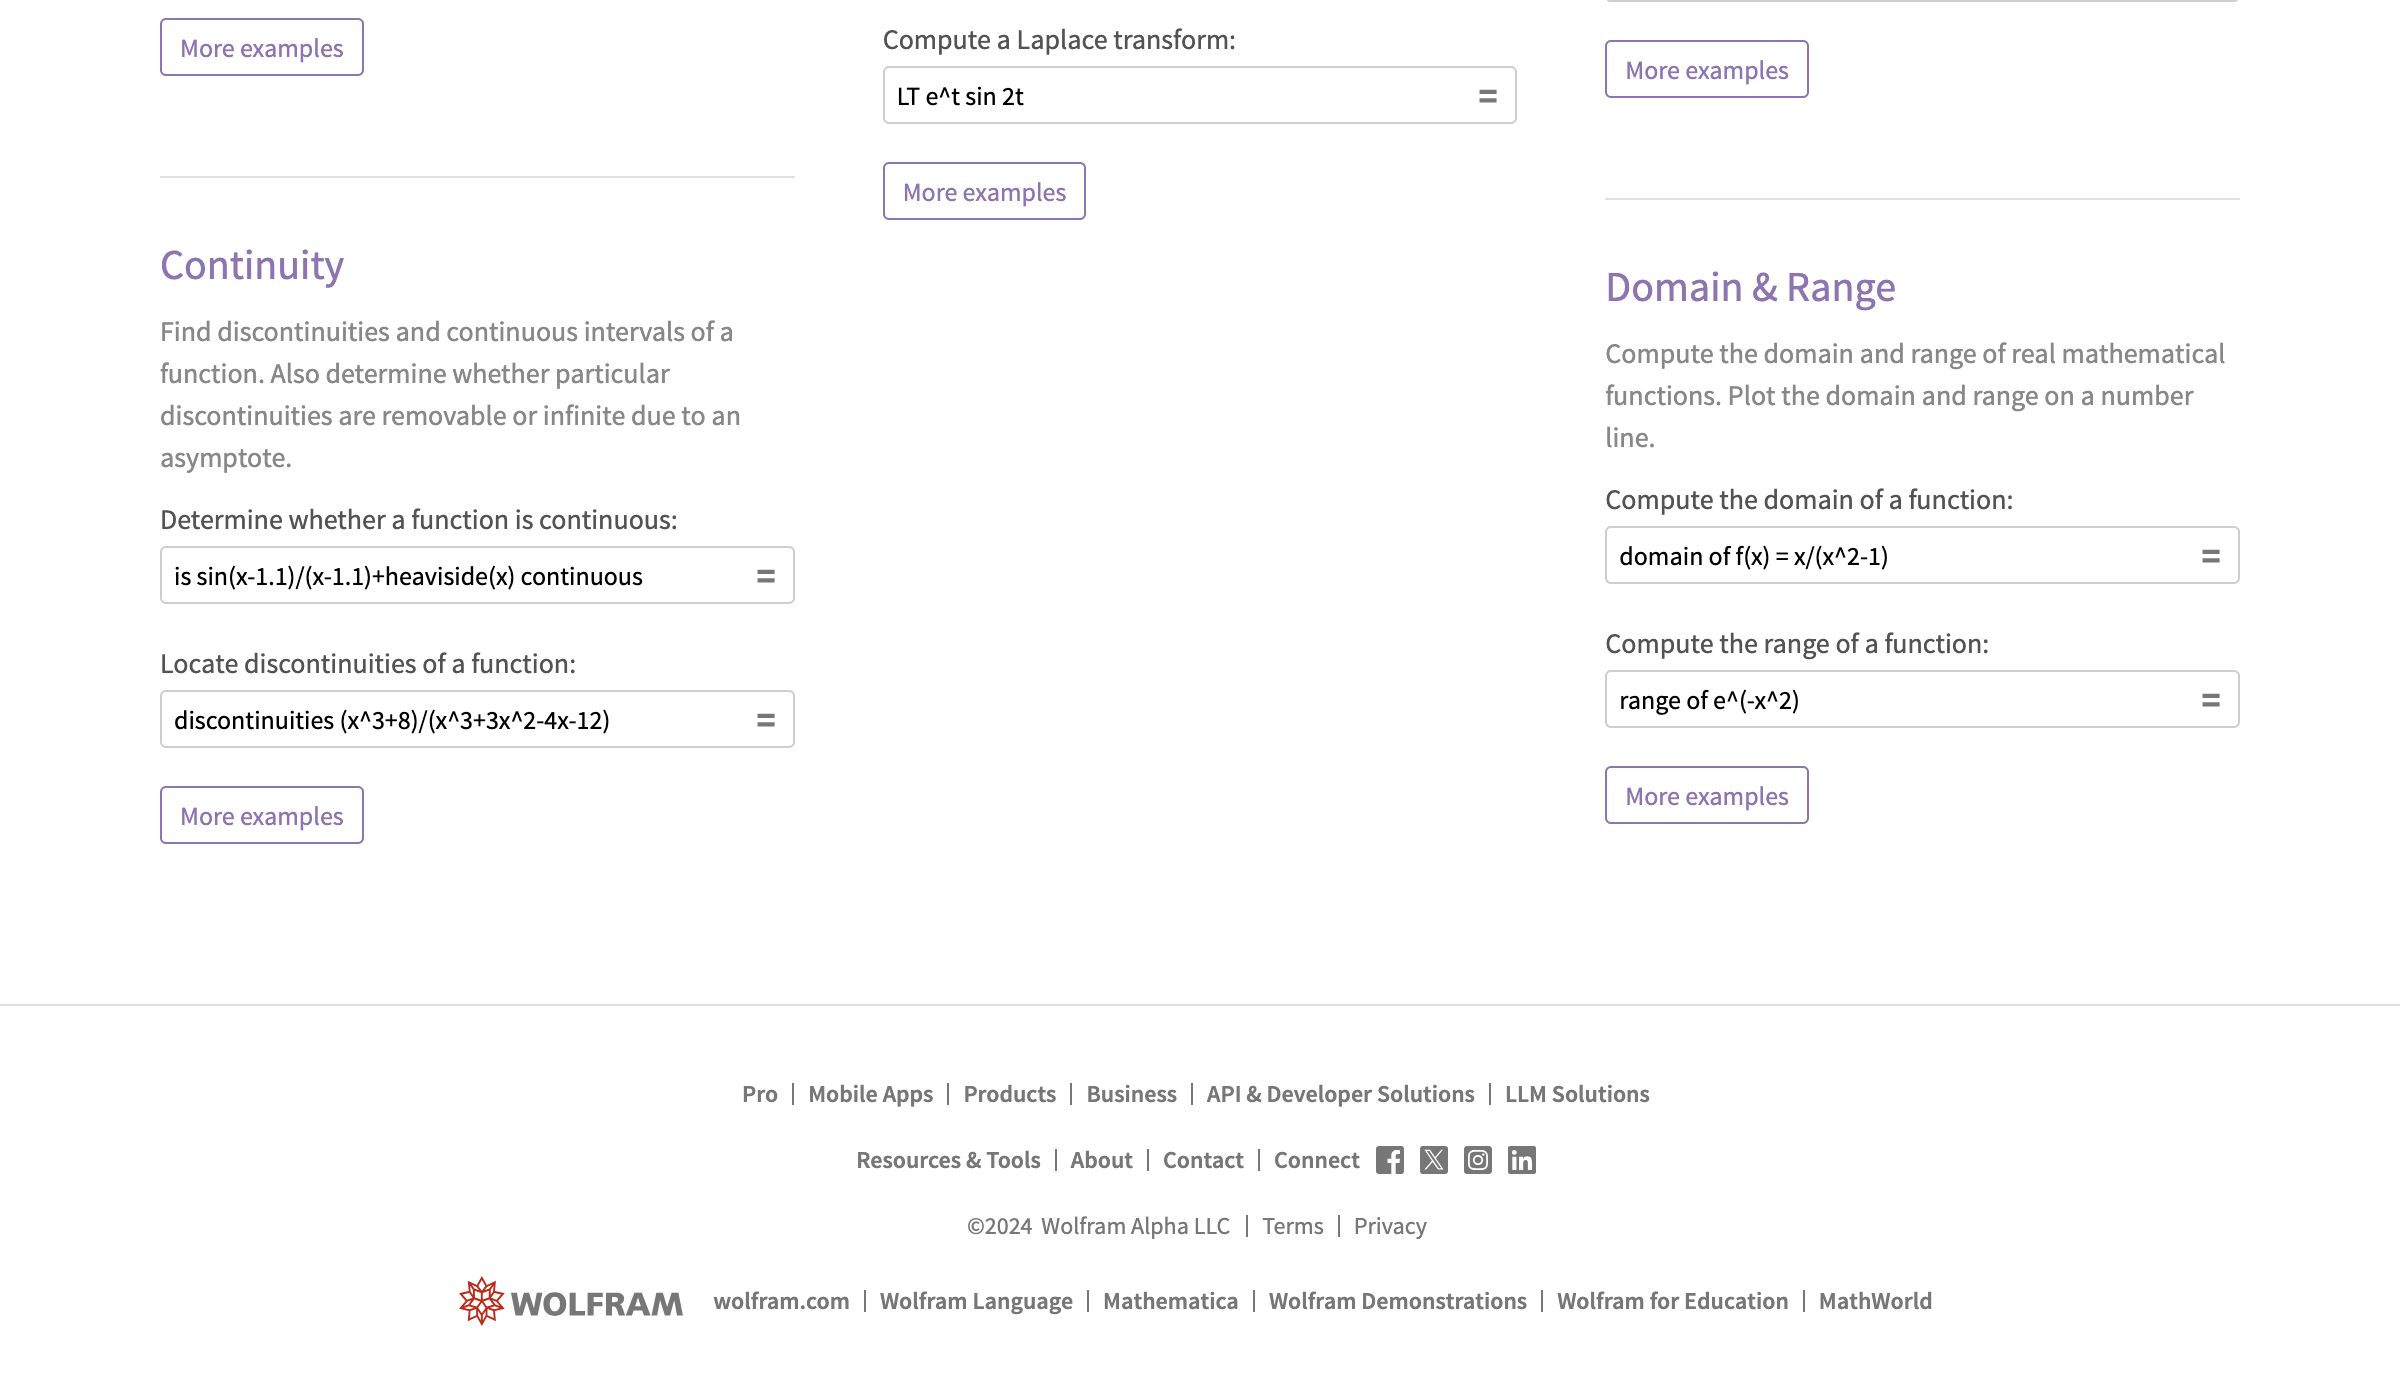 More examples
Continuity
Find discontinuities and continuous intervals of a
function. Also determine whether particular
discontinuities are removable or infinite due to an
asymptote.
Determine whether a function is continuous:
is sin(x-1.1)/(x-1.1)+heaviside(x) continuous =
Locate discontinuities of a function:
discontinuities (x^3+8)/(x^3+3x^2-4x-12) =
More examples
Compute a Laplace transform:
LT e^t sin 2t =
More examples
More examples
Domain & Range
Compute the domain and range of real mathematical
functions. Plot the domain and range on a number
line.
Compute the domain of a function:
domain of f(x) = x/(x^2-1) =
Compute the range of a function:
range of e^(-x^2) =
More examples
Pro | Mobile Apps | Products | Business | API & Developer Solutions | LLM Solutions
Resources & Tools | About | Contact | Connect
©2024 Wolfram Alpha LLC | Terms | Privacy
WOLFRAM wolfram.com | Wolfram Language | Mathematica | Wolfram Demonstrations | Wolfram for Education | MathWorld